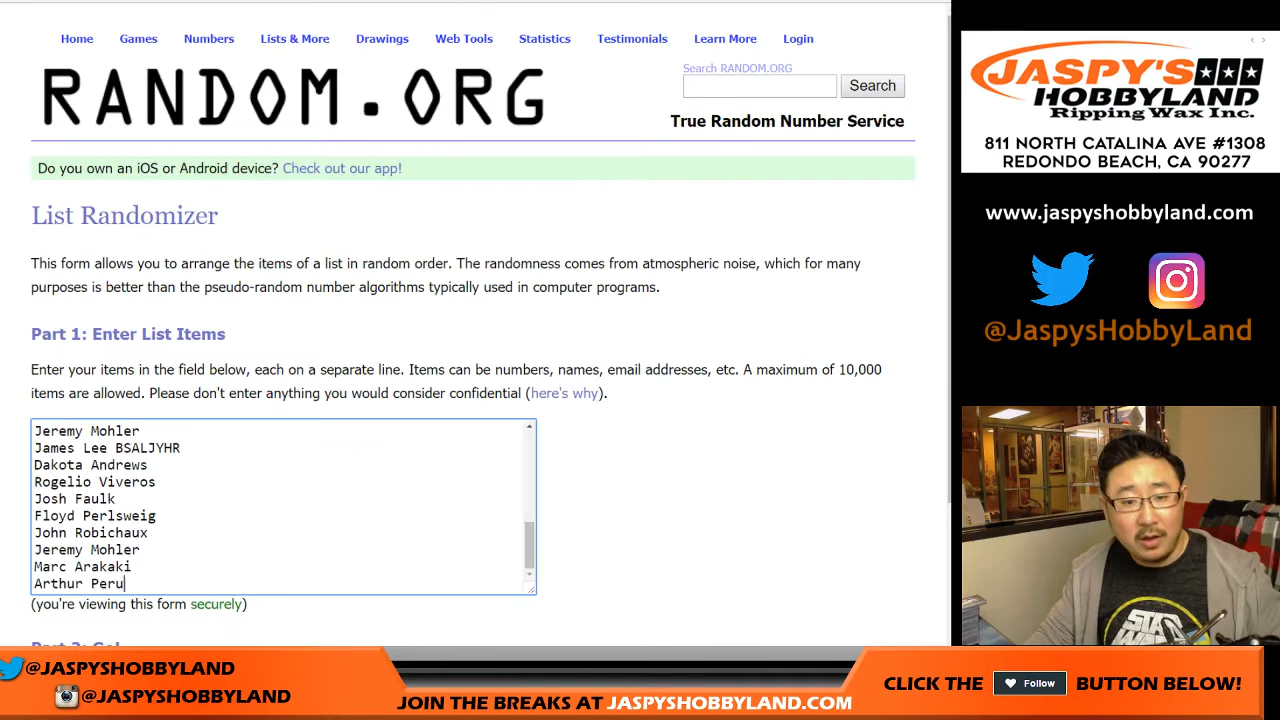 Home Games Numbers Lists & More Drawings Web Tools Statistics Testimonials Learn More Login
RANDOM.ORG
Search RANDOM.ORG
Search
True Random Number Service
Do you own an iOS or Android device? Check out our app!
List Randomizer
This form allows you to arrange the items of a list in random order. The randomness comes from atmospheric noise, which for many
purposes is better than the pseudo-random number algorithms typically used in computer programs.
Part 1: Enter List Items
Enter your items in the field below, each on a separate line. Items can be numbers, names, email addresses, etc. A maximum of 10,000
items are allowed. Please don't enter anything you would consider confidential (here's why).
Jeremy Mohler
James Lee BSALJYHR
Dakota Andrews
Rogelio Viveros
Josh Faulk
Floyd Perlsweig
John Robichaux
Jeremy Mohler
Marc Arakaki
Arthur Peru
(you're viewing this form securely)
Part 2: Go!
JASPY'S
HOBBYLAND
Ripping Wax Inc.
811 NORTH CATALINA AVE #1308
REDONDO BEACH, CA 90277
www.jaspyshobbyland.com
@JaspysHobbyLand
STAR
WARS
@JASPYSHOBBYLAND
@JASPYSHOBBYLAND
JOIN THE BREAKS AT JASPYSHOBBYLAND.COM
CLICK THE Follow BUTTON BELOW!